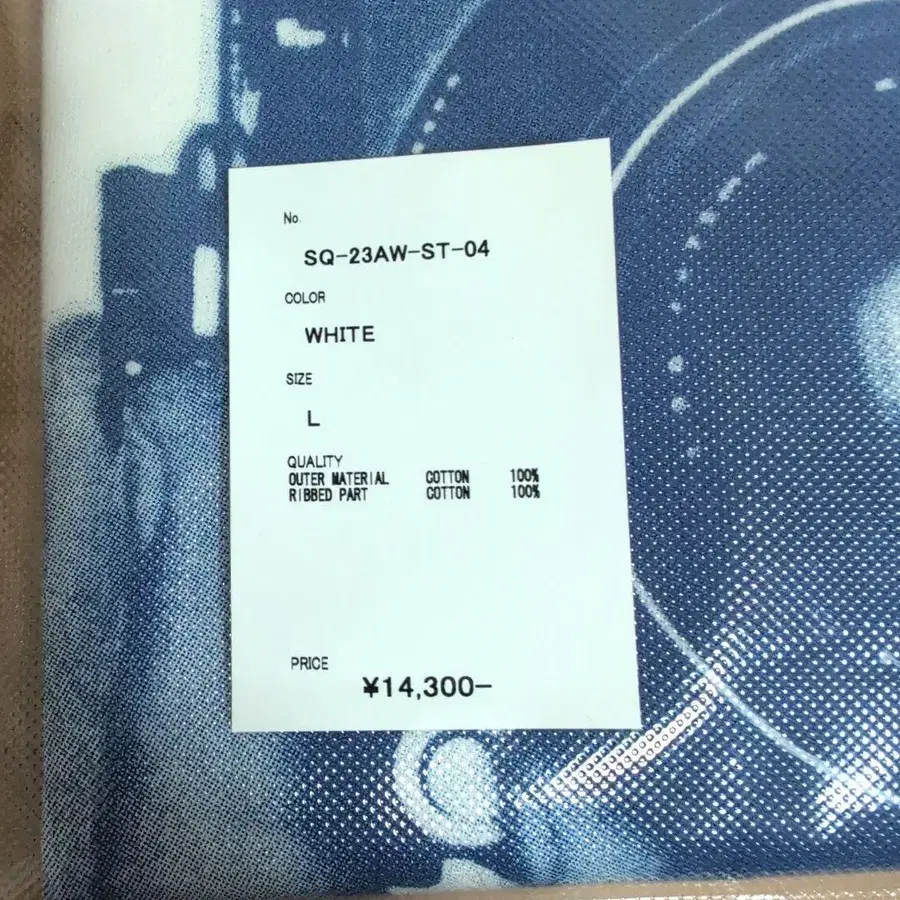 No.
SQ-23AW-ST-04
COLOR
WHITE
SIZE
L
QUALITY
OUTER MATERIAL COTTON 100%
RIBBED PART COTTON 100%
PRICE
¥14,300-